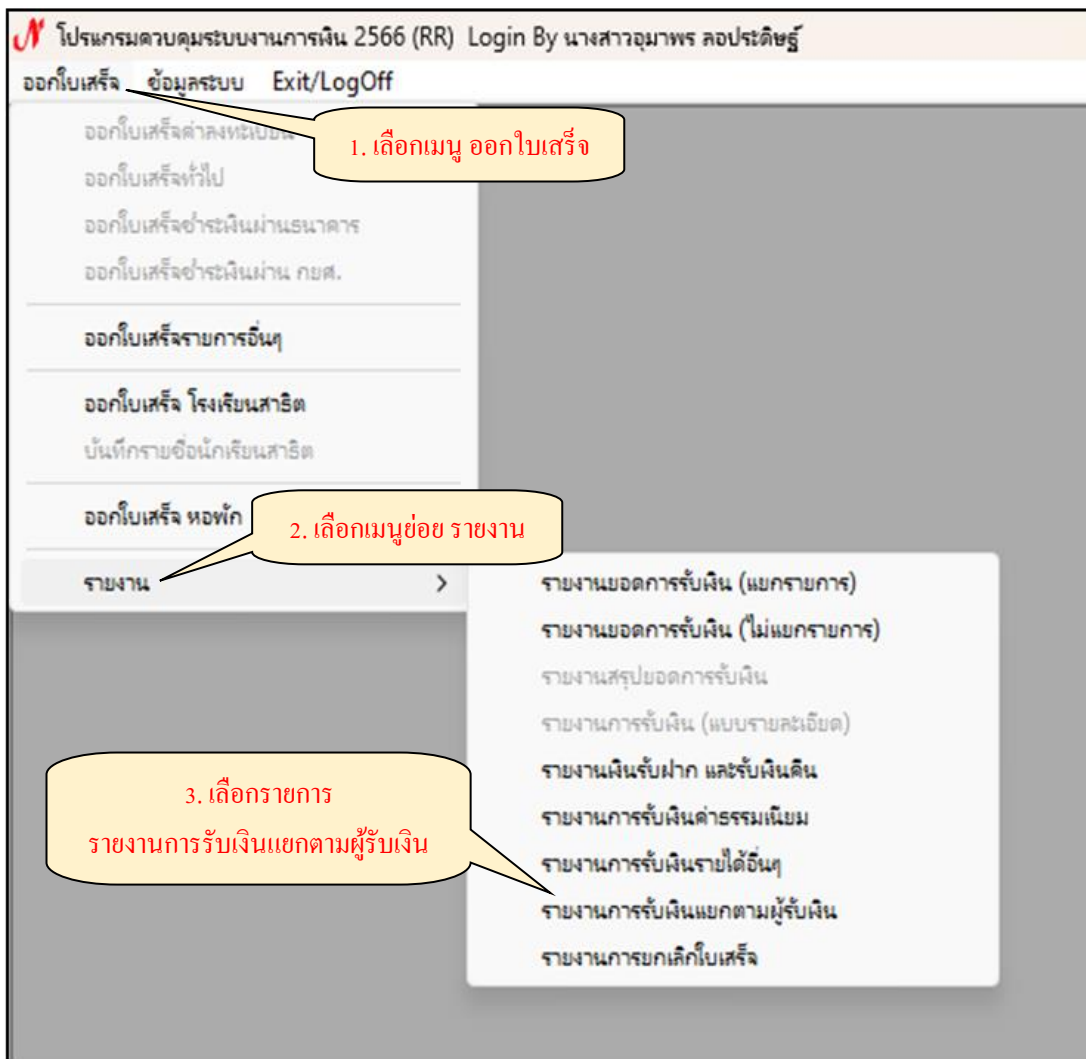 โปรแกรมควบคุมระบบงานการเงิน 2566 (RR) Login By นางสาวอุมาพร ลอประดิษฐ์
ออกใบเสร็จ ข้อมูลระบบ Exit/LogOff
ออกใบเสร็จค่าลงทะเบียน
1. เลือกเมนู ออกใบเสร็จ
ออกใบเสร็จทั่วไป
ออกใบเสร็จชำระเงินผ่านธนาคาร
ออกใบเสร็จชำระเงินผ่าน กยศ.
ออกใบเสร็จรายการอื่นๆ
ออกใบเสร็จ โรงเรียนสาธิต
บันทึกรายชื่อนักเรียนสาธิต
ออกใบเสร็จ หอพัก
2. เลือกเมนูย่อย รายงาน
รายงาน >
รายงานยอดการรับเงิน (แยกรายการ)
รายงานยอดการรับเงิน (ไม่แยกรายการ)
รายงานสรุปยอดการรับเงิน
รายงานการรับเงิน (แบบรายละเอียด)
รายงานเงินรับฝาก และรับเงินคืน
รายงานการรับเงินค่าธรรมเนียม
รายงานการรับเงินรายได้อื่นๆ
รายงานการรับเงินแยกตามผู้รับเงิน
รายงานการยกเลิกใบเสร็จ
3. เลือกรายการ
รายงานการรับเงินแยกตามผู้รับเงิน